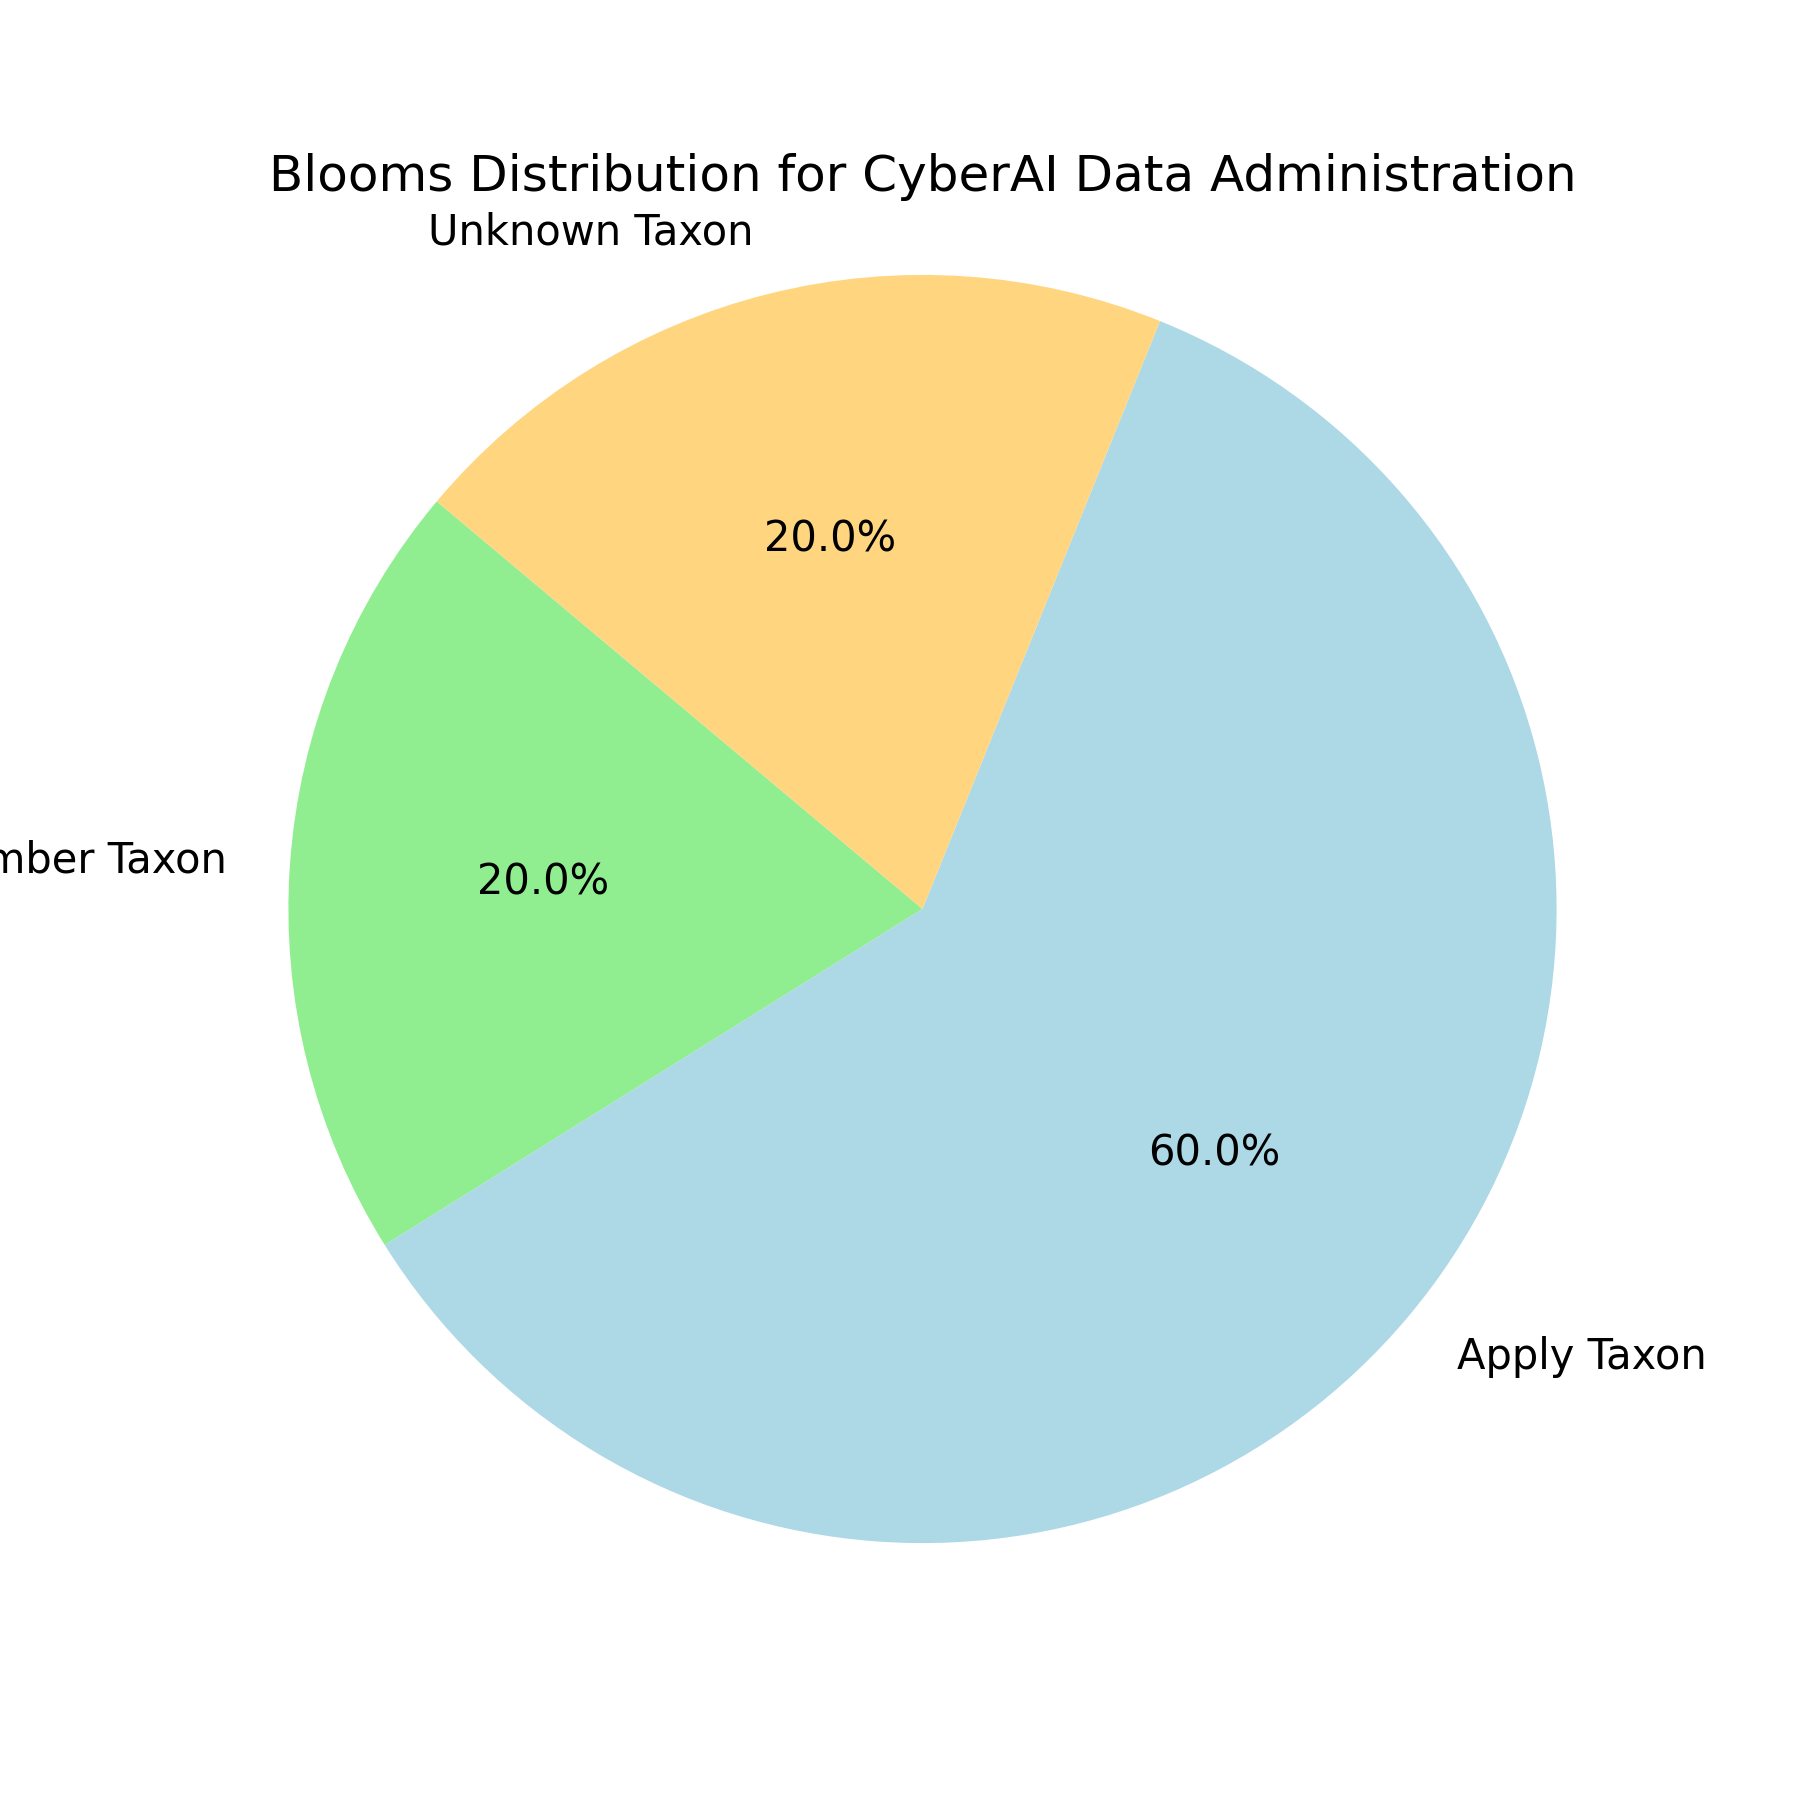 Blooms Distribution for CyberAI Data Administration
Unknown Taxon
20.0%
mber Taxon
20.0%
60.0%
Apply Taxon